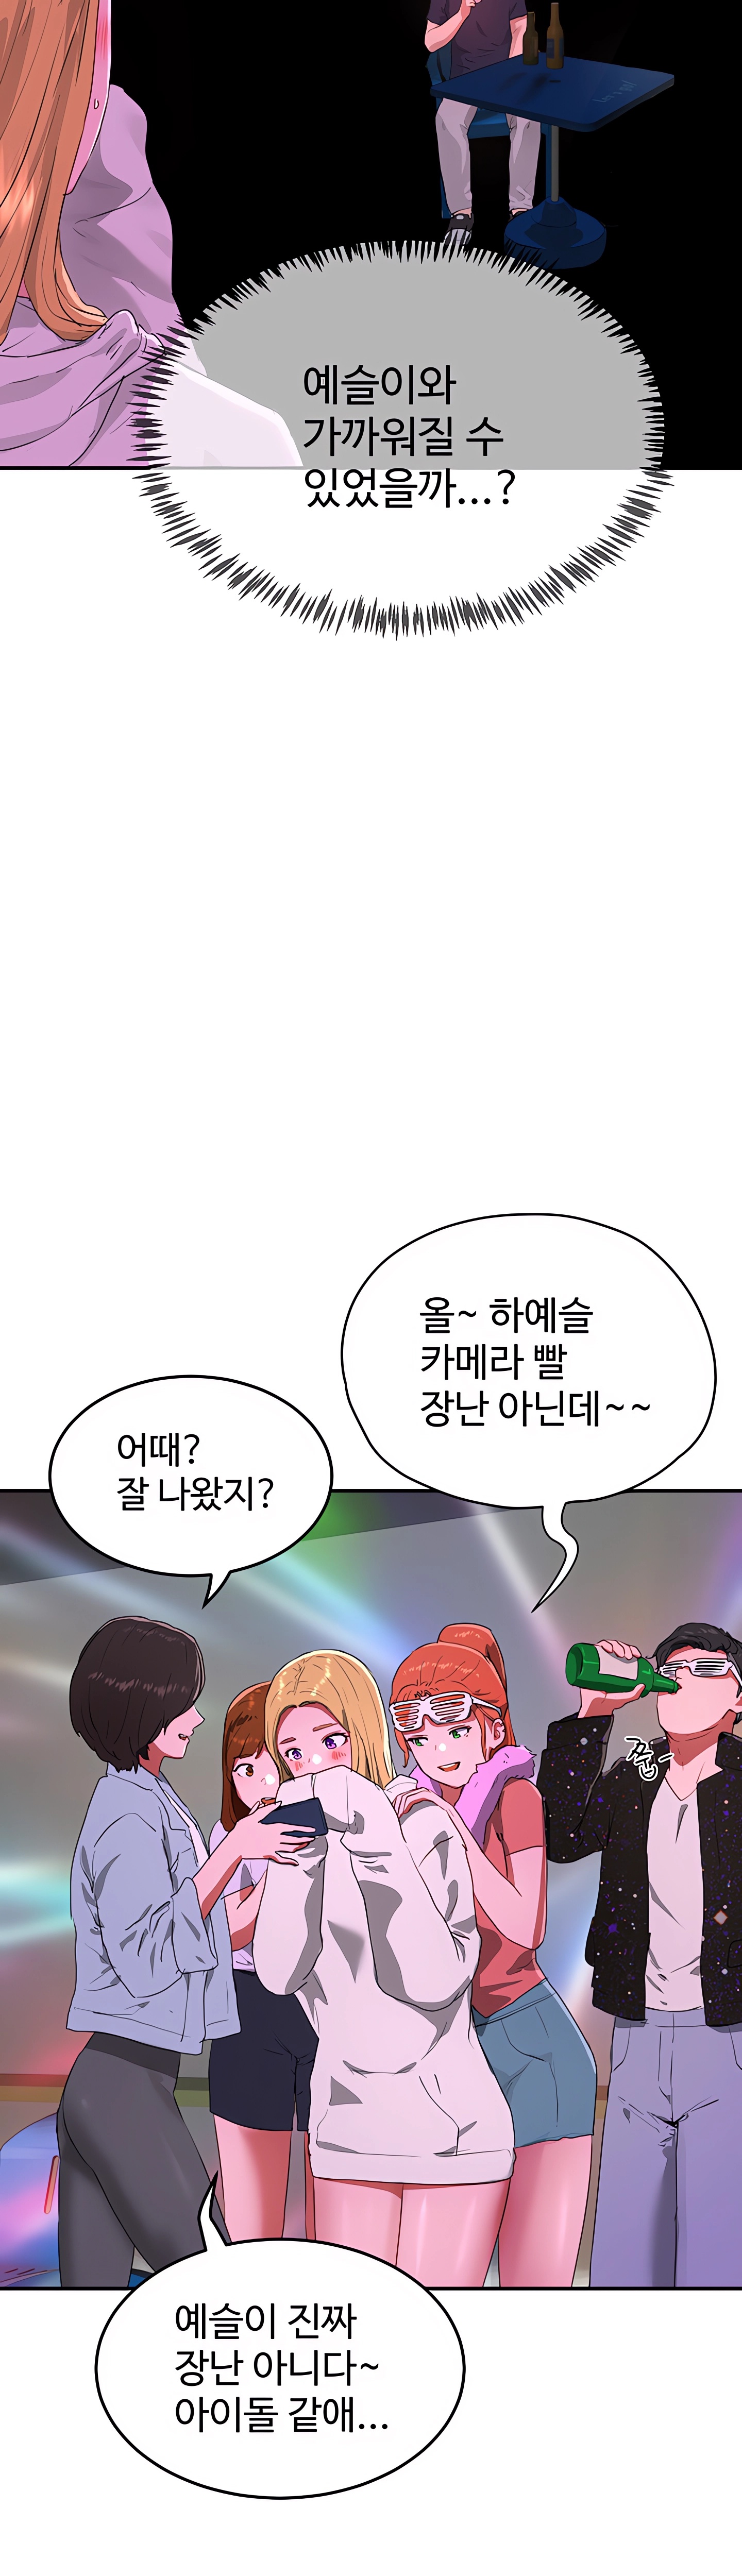 예슬이와
가까워질 수
있었을까...?
올~ 하예슬
카메라 빨
장난 아닌데~~
어때?
잘 나왔지?
쭙~
예슬이 진짜
장난 아니다~
아이돌 같애...